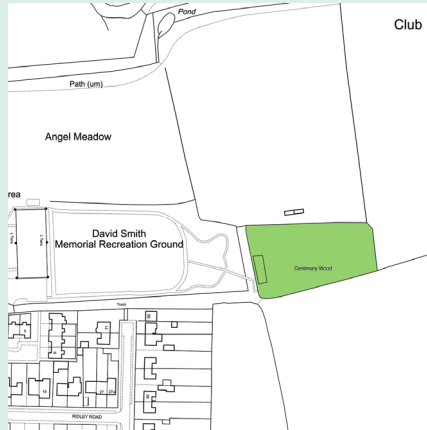 Pond
Club
Path (um)
Angel Meadow
rea
David Smith
Memorial Recreation Ground
Centenary Wood
Track
RIDLEY ROAD